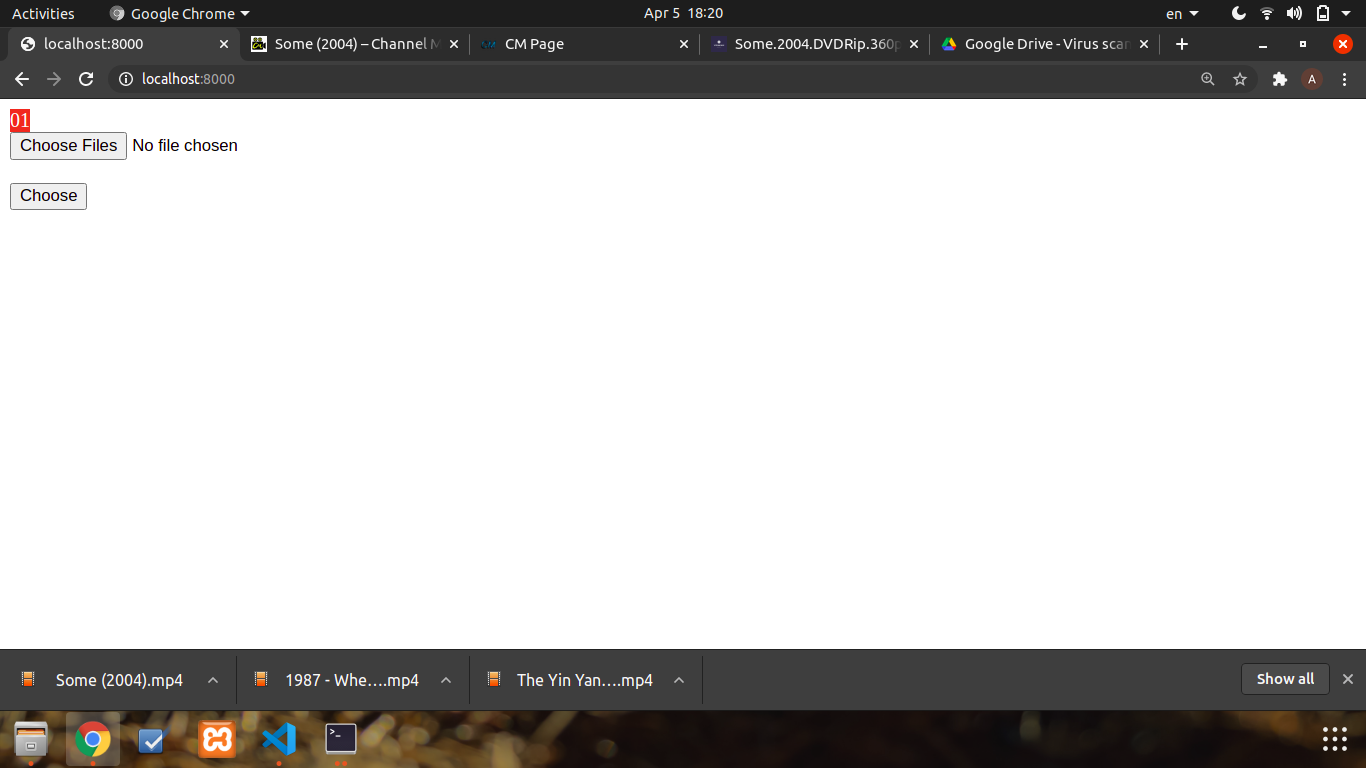 Activities
Google Chrome
Apr 5 18:20
en
localhost:8000
Some (2004) – Channel M
CM Page
Some.2004.DVDRip.360p
Google Drive - Virus scan
localhost:8000
A
01
Choose Files No file chosen
Choose
Some (2004).mp4
1987 - Whe….mp4
The Yin Yan….mp4
Show all